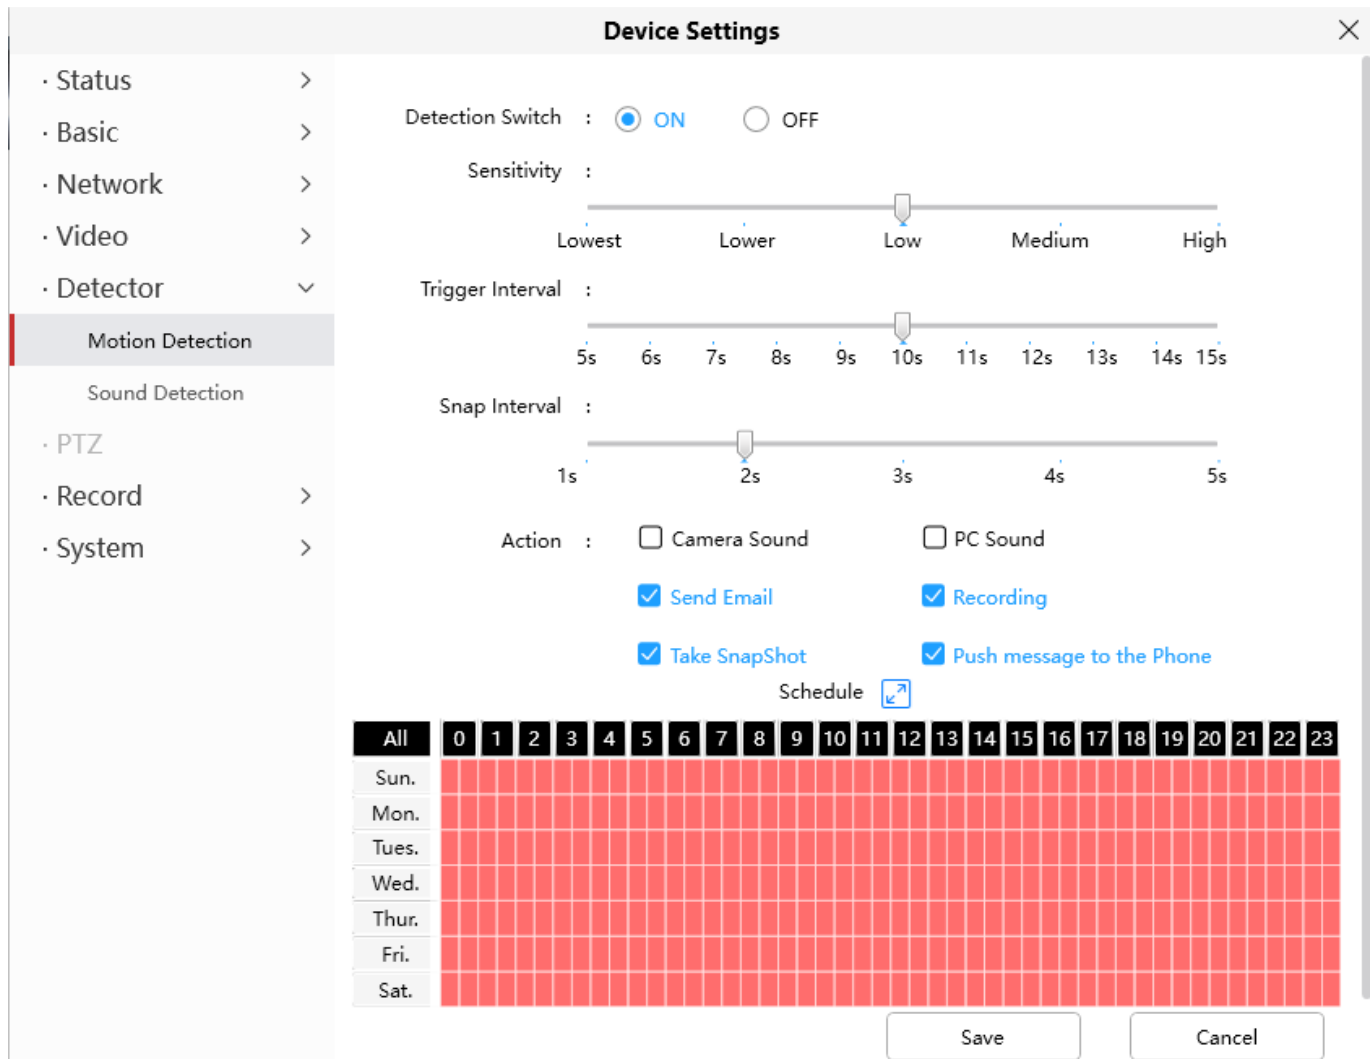 Device Settings
· Status
· Basic
· Network
· Video
· Detector
Motion Detection
Sound Detection
· PTZ
· Record
· System
Detection Switch : ON OFF
Sensitivity :
Lowest Lower Low Medium High
Trigger Interval :
5s 6s 7s 8s 9s 10s 11s 12s 13s 14s 15s
Snap Interval :
1s 2s 3s 4s 5s
Action : Camera Sound PC Sound
Send Email Recording
Take SnapShot Push message to the Phone
Schedule
All 0 1 2 3 4 5 6 7 8 9 10 11 12 13 14 15 16 17 18 19 20 21 22 23
Sun.
Mon.
Tues.
Wed.
Thur.
Fri.
Sat.
Save Cancel